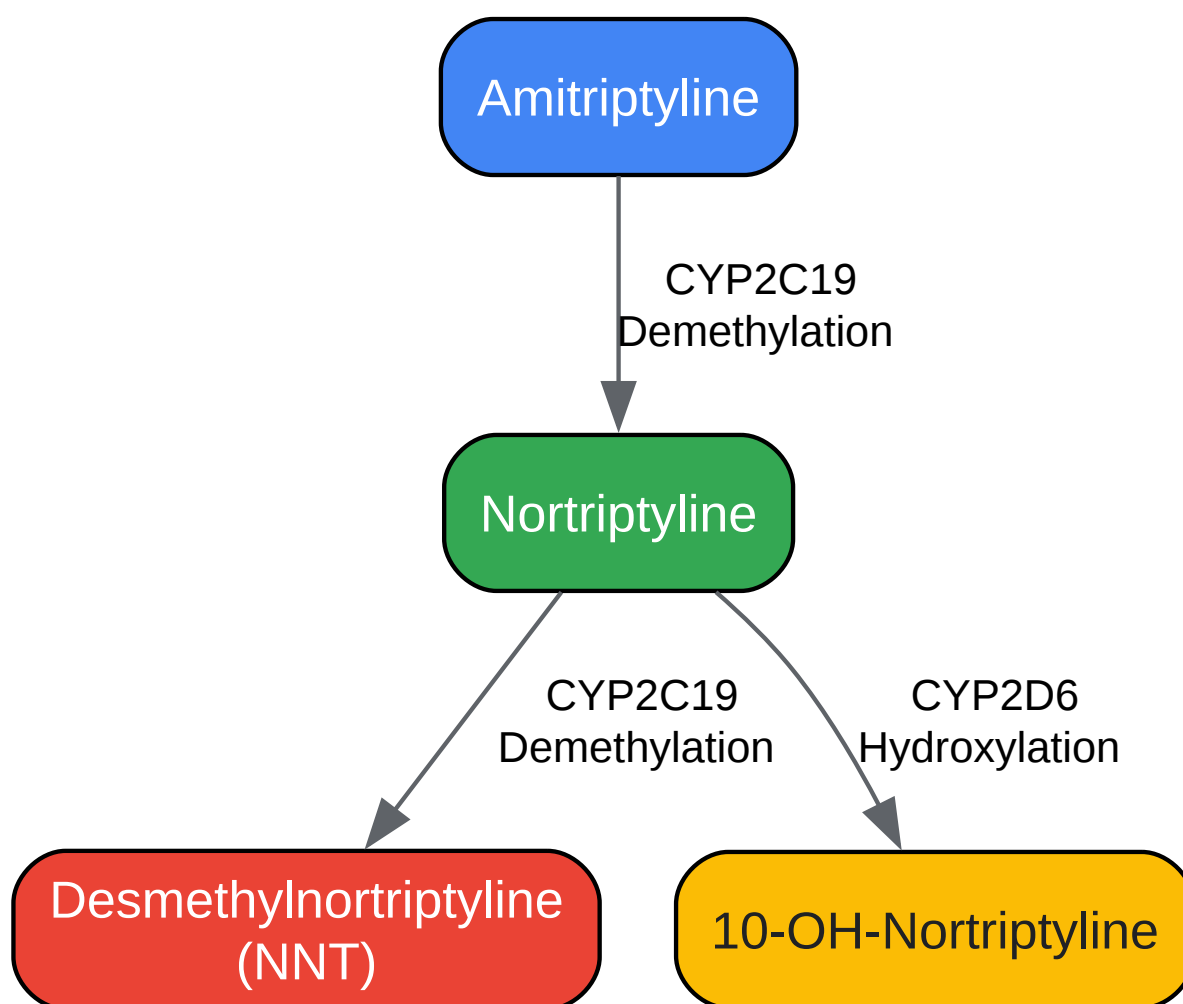 Amitriptyline
CYP2C19
Demethylation
Nortriptyline
CYP2C19
Demethylation
CYP2D6
Hydroxylation
Desmethylnortriptyline
(NNT)
10-OH-Nortriptyline